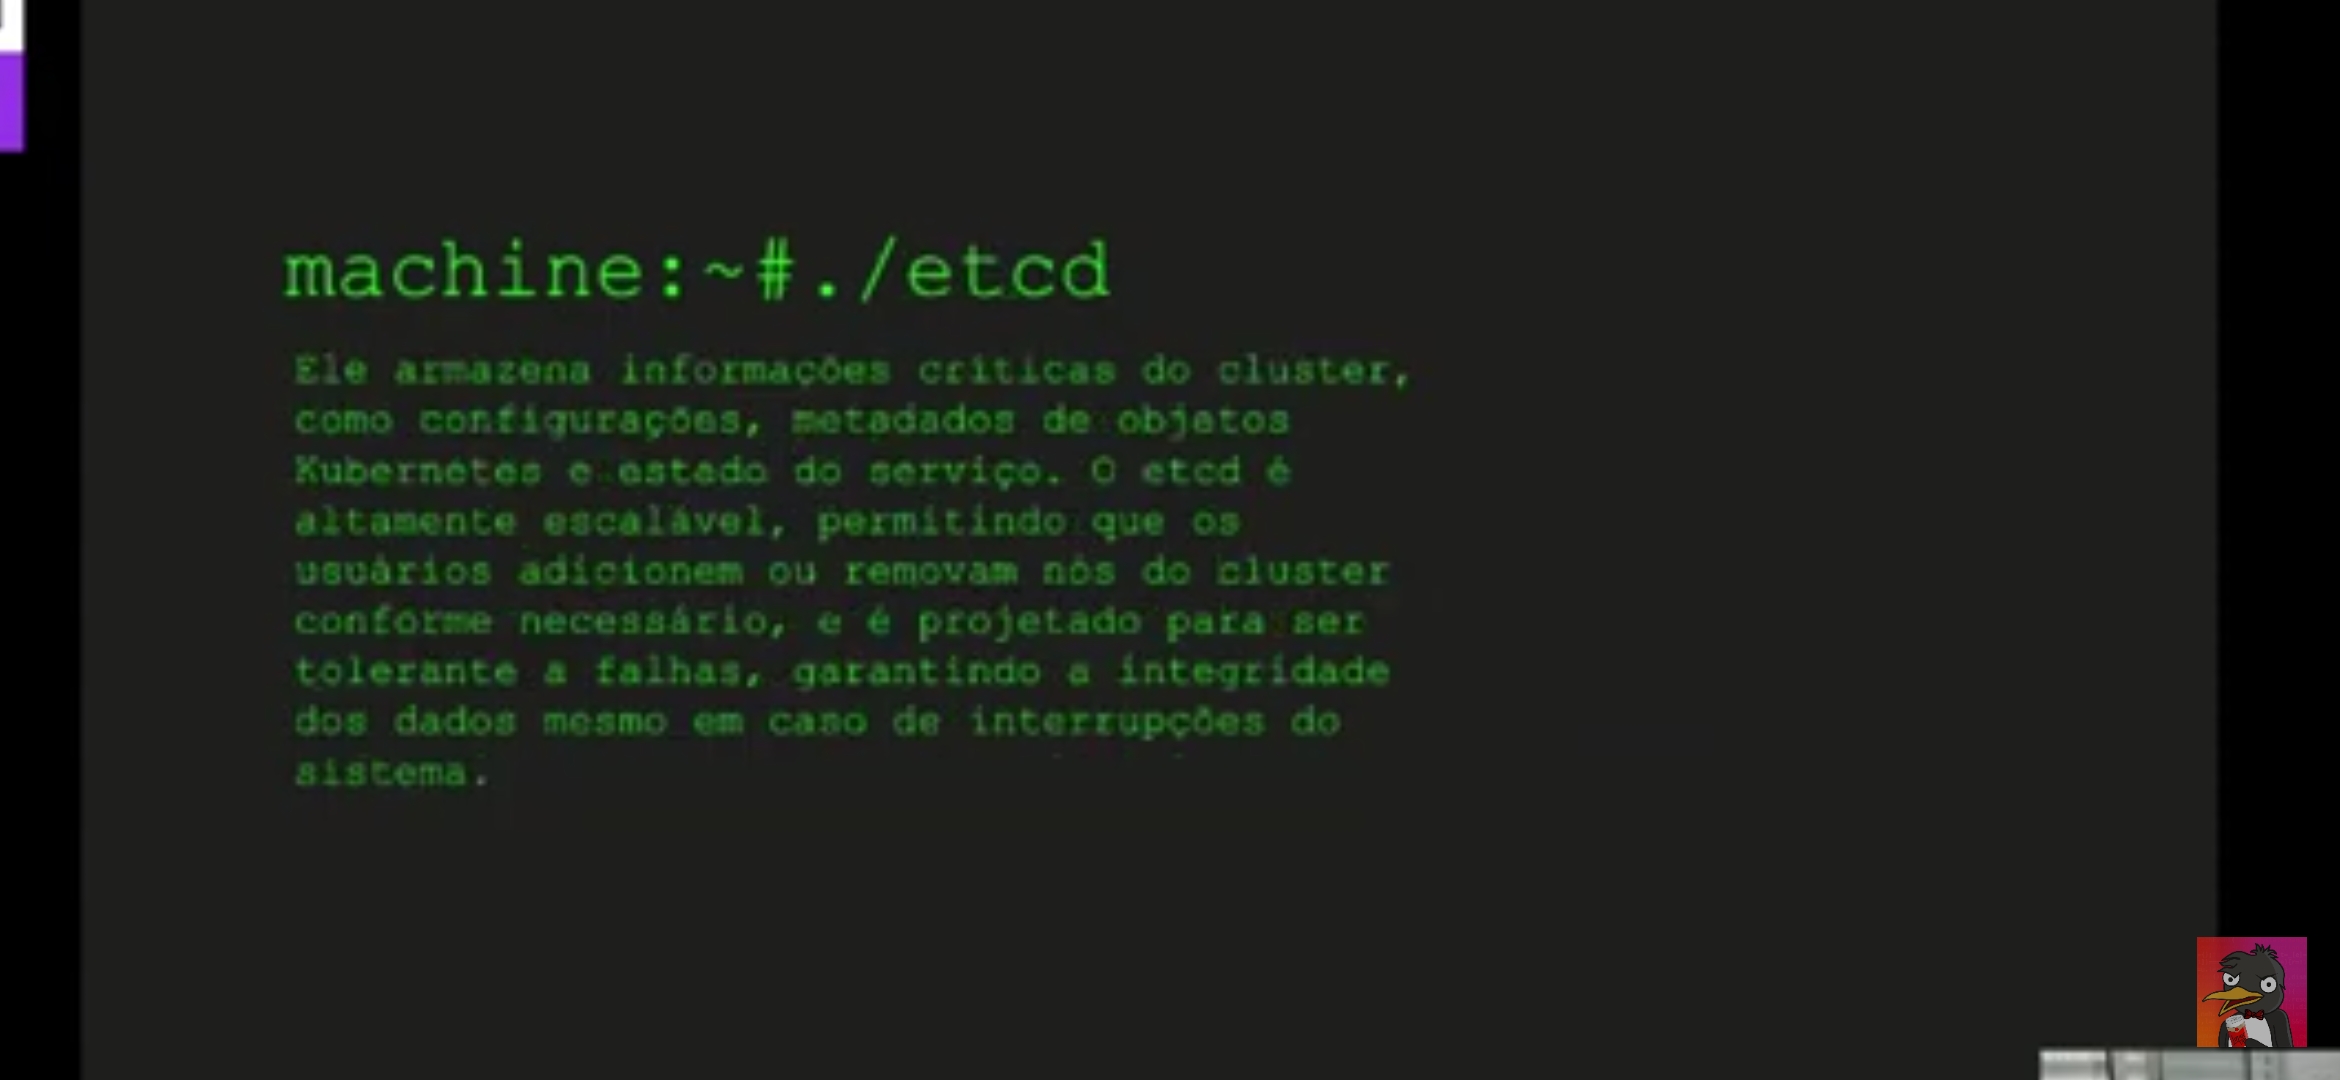 machine:~#./etcd
Ele armazena informações críticas do cluster,
como configurações, metadados de objetos
Kubernetes e estado do serviço. O etcd é
altamente escalável, permitindo que os
usuários adicionem ou removam nós do cluster
conforme necessário, e é projetado para ser
tolerante a falhas, garantindo a integridade
dos dados mesmo em caso de interrupções do
sistema.